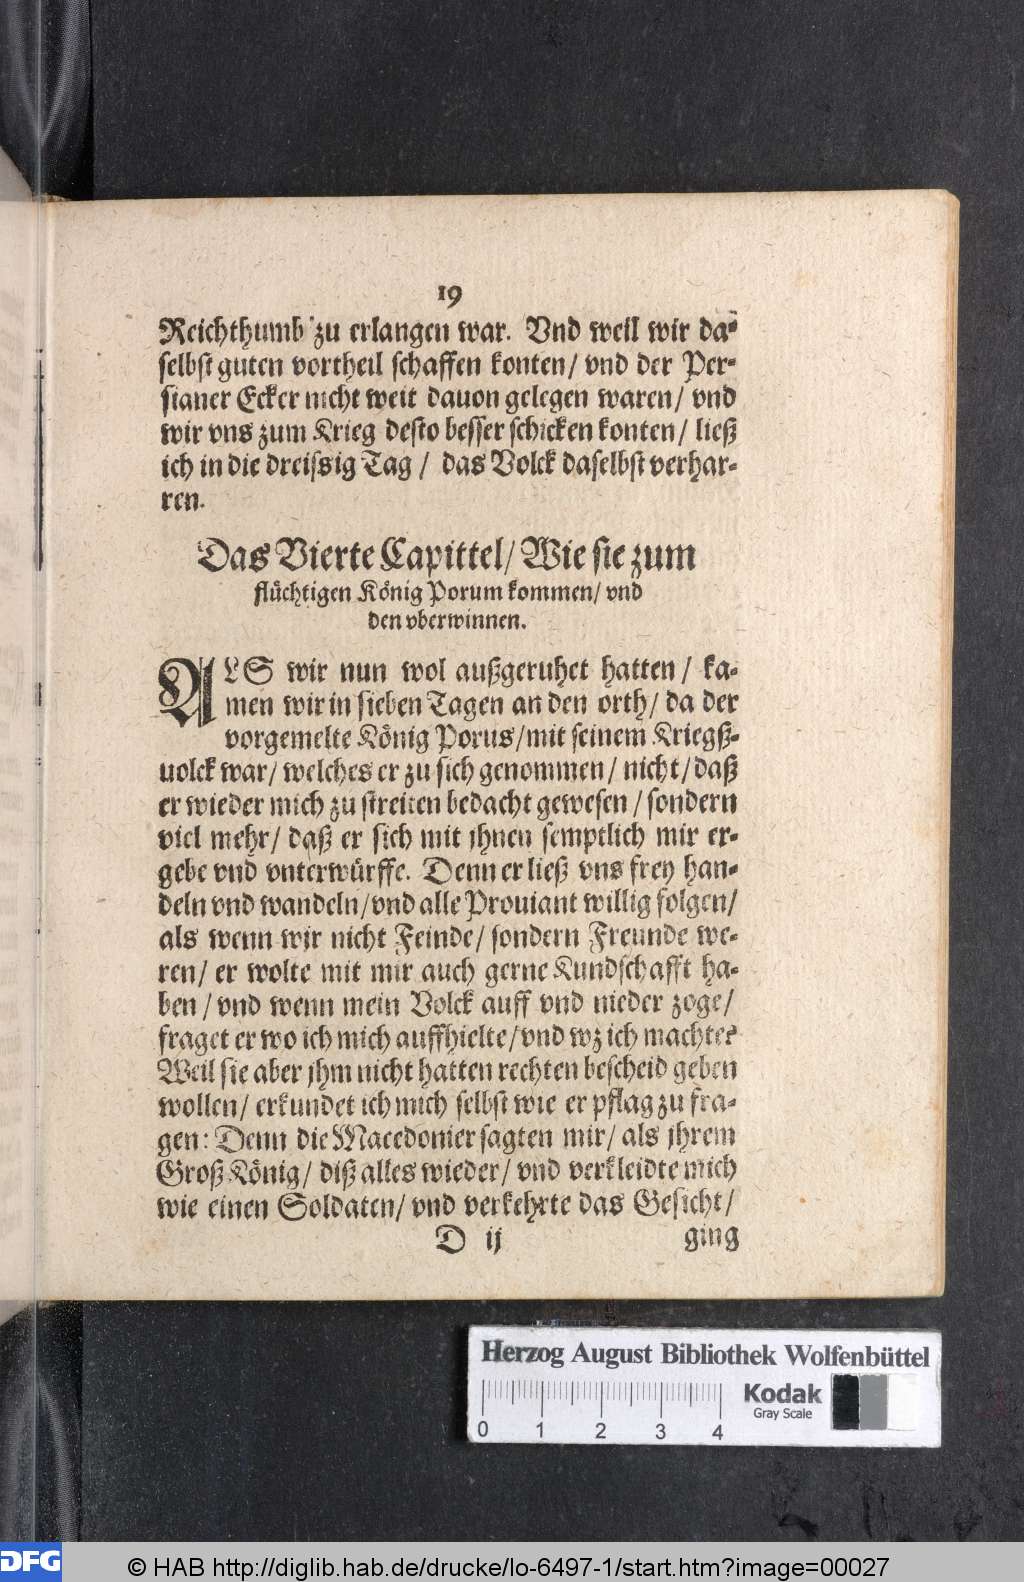 19
Reichthumb zu erlangen war. Vnd weil wir da-
selbst guten vortheil schaffen konten/ vnd der Per-
sianer Ecker nicht weit dauon gelegen waren/ vnd
wir vns zum Krieg desto besser schicken konten/ ließ
ich in die dreissig Tag/ das Volck daselbst verhar-
ren.
Das Vierte Capittel/ Wie sie zum
flüchtigen König Porum kommen/ vnd
den vberwinnen.
ALS wir nun wol außgeruhet hatten/ ka-
men wir in sieben Tagen an den orth/ da der
vorgemelte König Porus/ mit seinem Kriegß-
uolck war/ welches er zu sich genommen/ nicht/ daß
er wieder mich zu streiten bedacht gewesen/ sondern
viel mehr/ daß er sich mit jhnen semptlich mir er-
gebe vnd vnterwürffe. Denn er ließ vns frey han-
deln vnd wandeln/ vnd alle Prouiant willig folgen/
als wenn wjr nicht Feinde/ sondern Freunde we-
ren/ er wolte mit mir auch gerne Kundschafft ha-
ben/ vnd wenn mein Volck auff vnd nieder zoge/
fraget er wo ich mich auffhielte/ vnd wz ich machte?
Weil sie aber jhm nicht hatten rechten bescheid geben
wollen/ erkundet ich mich selbst wie er pflag zu fra-
gen: Denn die Macedonier sagten mir/ als jhrem
Groß König/ diß alles wieder/ vnd verkleidte mich
wie einen Soldaten/ vnd verkehrte das Gesicht/
D ij ging
Herzog August Bibliothek Wolfenbüttel
Kodak
Gray Scale
0 1 2 3 4
DFG © HAB http://diglib.hab.de/drucke/lo-6497-1/start.htm?image=00027